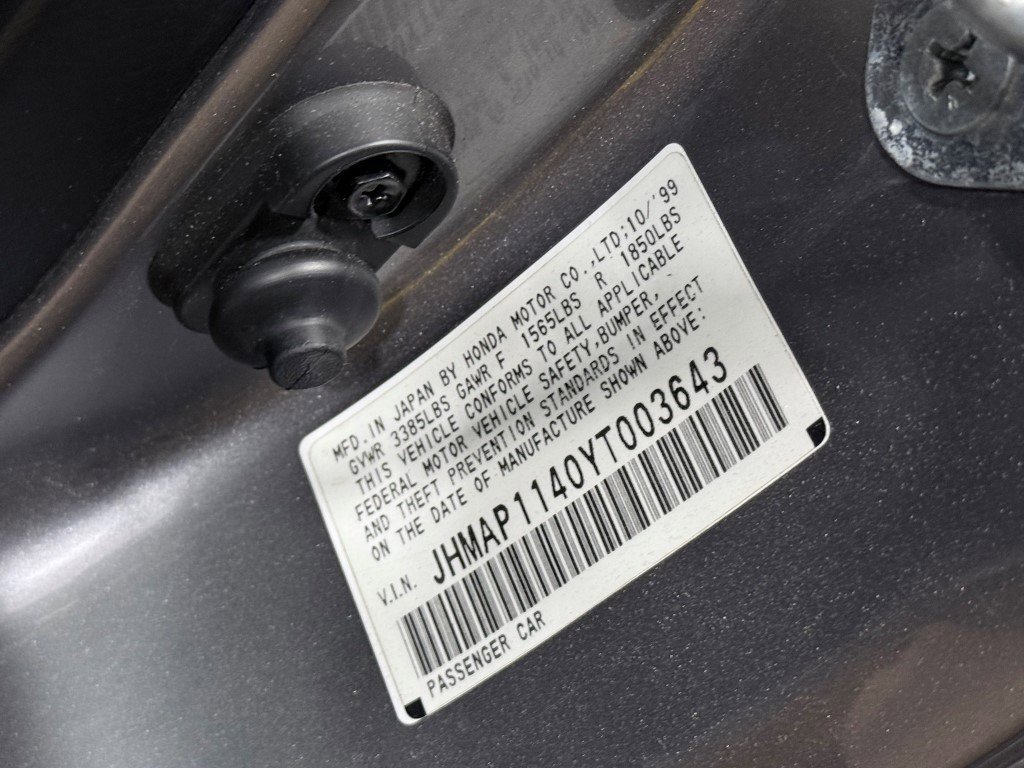 MFD.IN JAPAN BY HONDA MOTOR CO.,LTD;10/'99
GVWR 3385LBS GAWR F 1565LBS R 1850LBS
THIS VEHICLE CONFORMS TO ALL APPLICABLE
FEDERAL MOTOR VEHICLE SAFETY,BUMPER,
AND THEFT PREVENTION STANDARDS IN EFFECT
ON THE DATE OF MANUFACTURE SHOWN ABOVE:
V.I.N. JHMAP1140YT003643
PASSENGER CAR